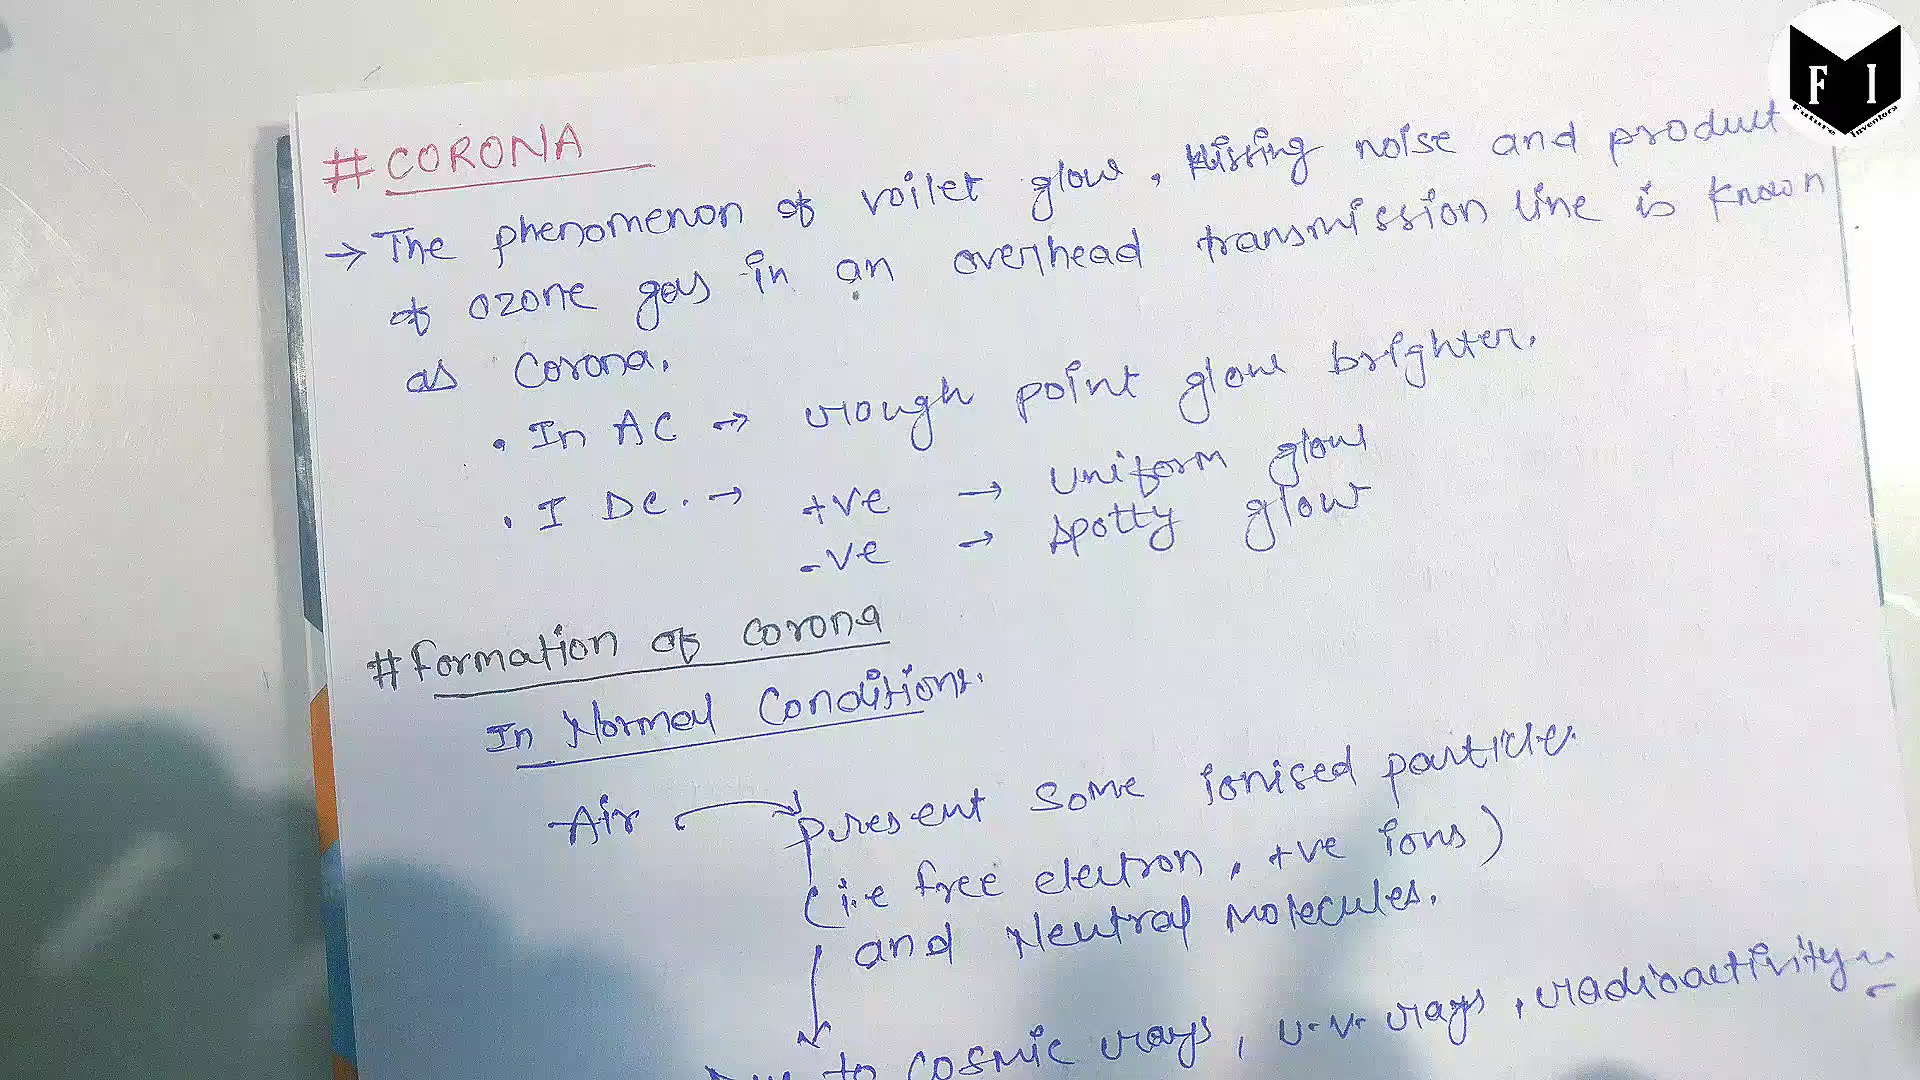 # CORONA
→ The phenomenon of voilet glow, Hissing noise and product
of ozone gas in an overhead transmission line is known
as Corona.
• In AC → rough point glow brighter.
• I DC. → +ve → Uniform glow
-ve → spotty glow
# Formation of corona
In Normal Conditions.
Air → present some ionised particle.
(i.e free electron, +ve ions)
and Neutral Molecules.
Due to cosmic rays, U.V. rays, radioactivity
F I
Future Inventors